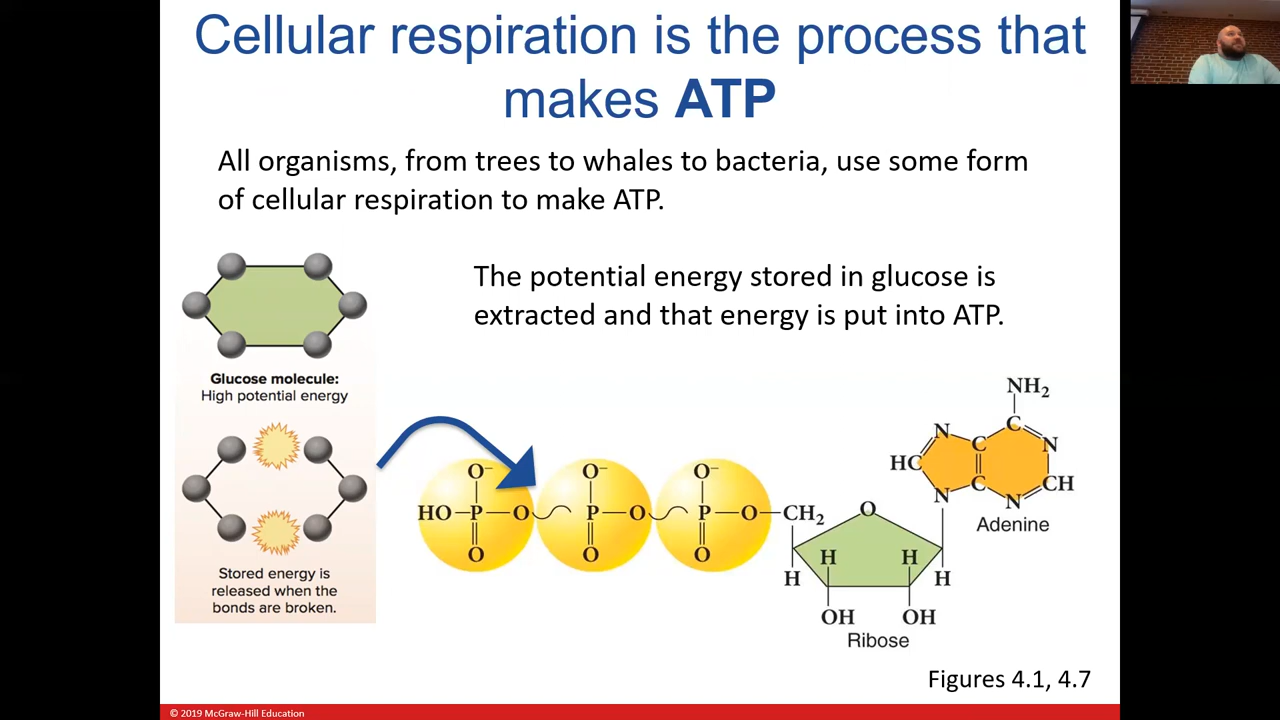 Cellular respiration is the process that
makes ATP
All organisms, from trees to whales to bacteria, use some form
of cellular respiration to make ATP.
The potential energy stored in glucose is
extracted and that energy is put into ATP.
Glucose molecule:
High potential energy
Stored energy is
released when the
bonds are broken.
O⁻ O⁻ O⁻
HO P O P O P O CH₂ O
O O O
H H H H
OH OH
Ribose
NH₂
N C C N
HC C CH
N N
Adenine
Figures 4.1, 4.7
© 2019 McGraw-Hill Education